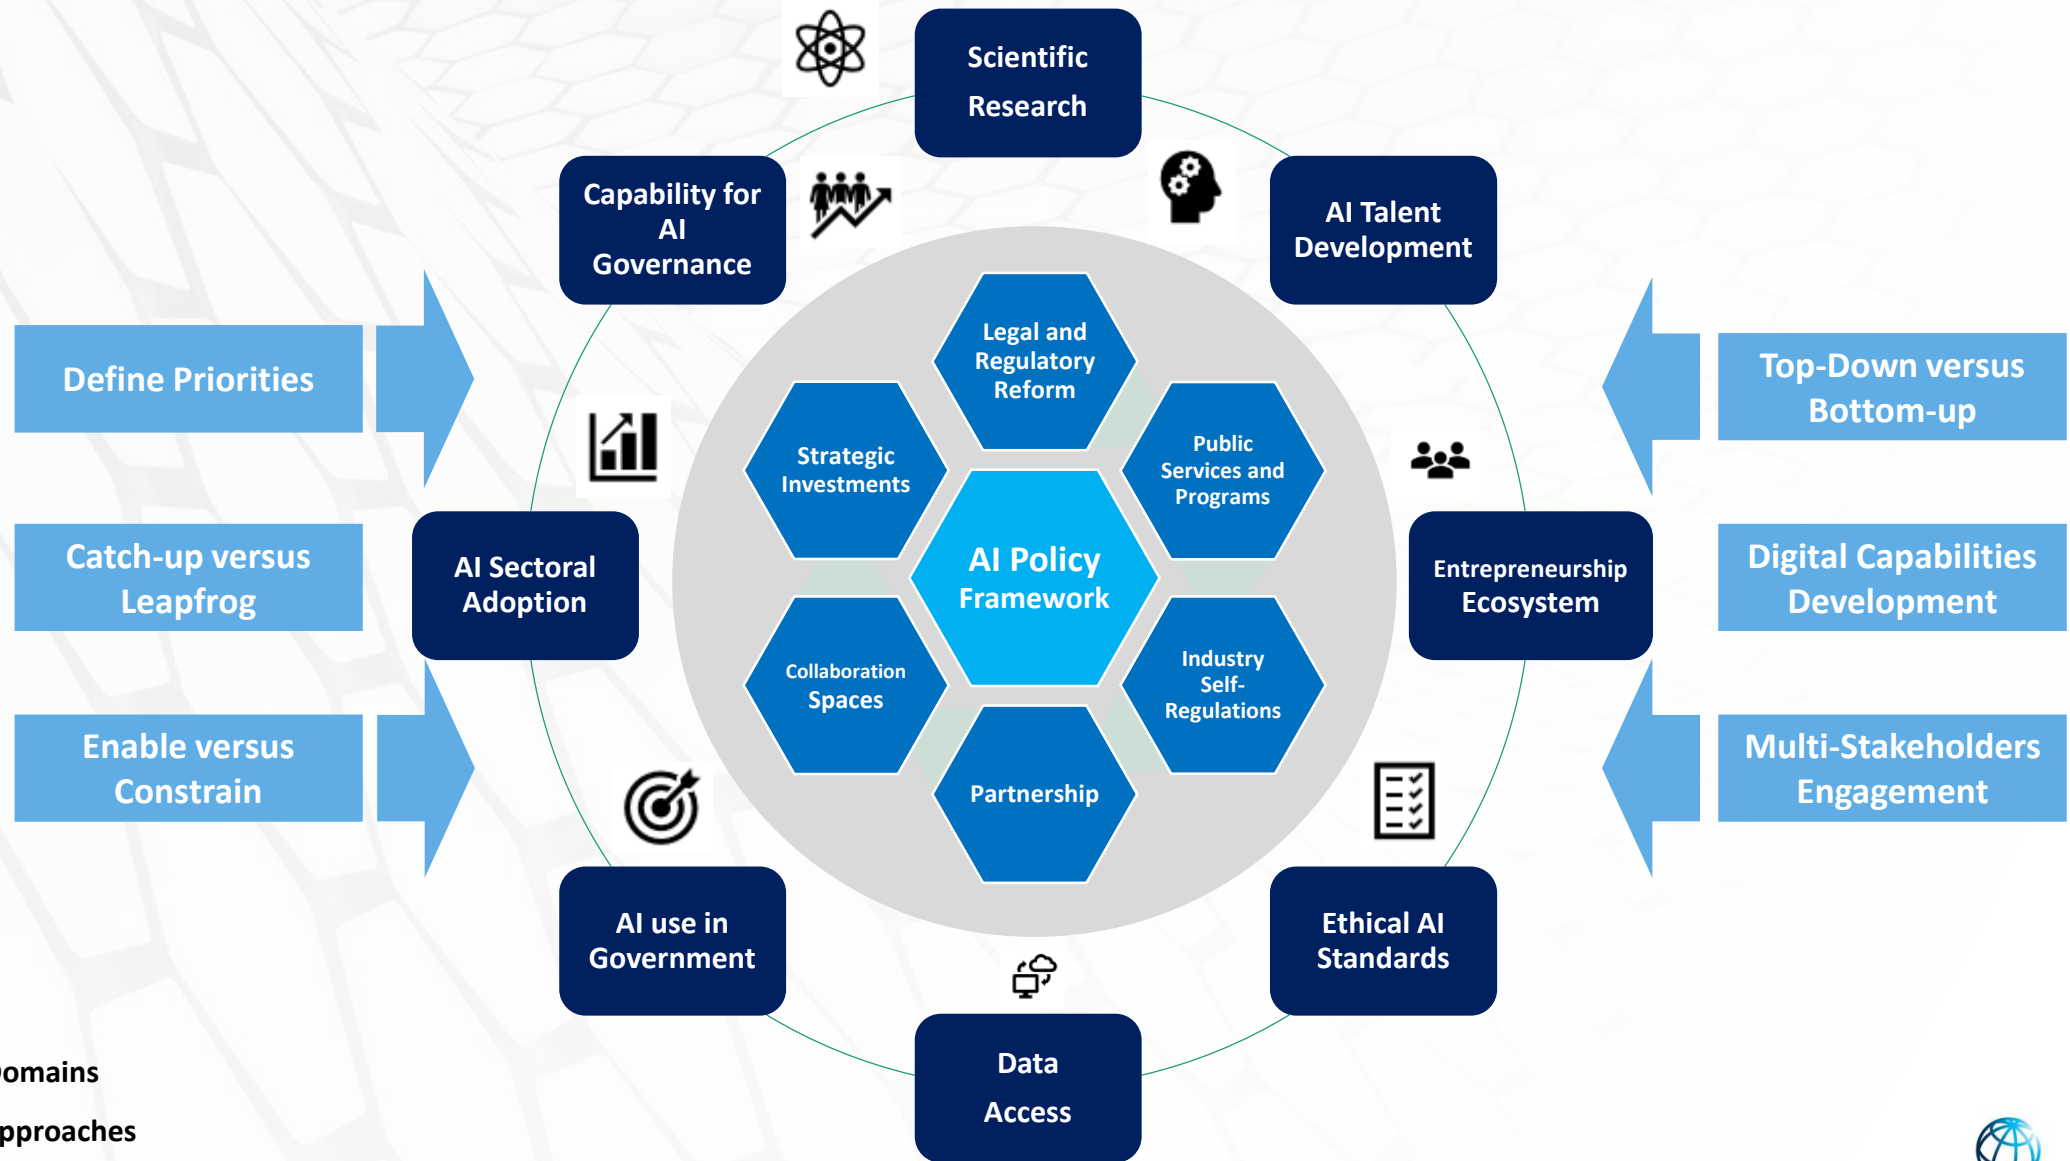 Scientific
Research
Capability for
AI
Governance
AI Talent
Development
Define Priorities
Legal and
Regulatory
Reform
Top-Down versus
Bottom-up
Strategic
Investments
Public
Services and
Programs
Catch-up versus
Leapfrog
AI Sectoral
Adoption
AI Policy
Framework
Entrepreneurship
Ecosystem
Digital Capabilities
Development
Collaboration
Spaces
Industry
Self-
Regulations
Enable versus
Constrain
Partnership
Multi-Stakeholders
Engagement
AI use in
Government
Ethical AI
Standards
Data
Access
omains
pproaches